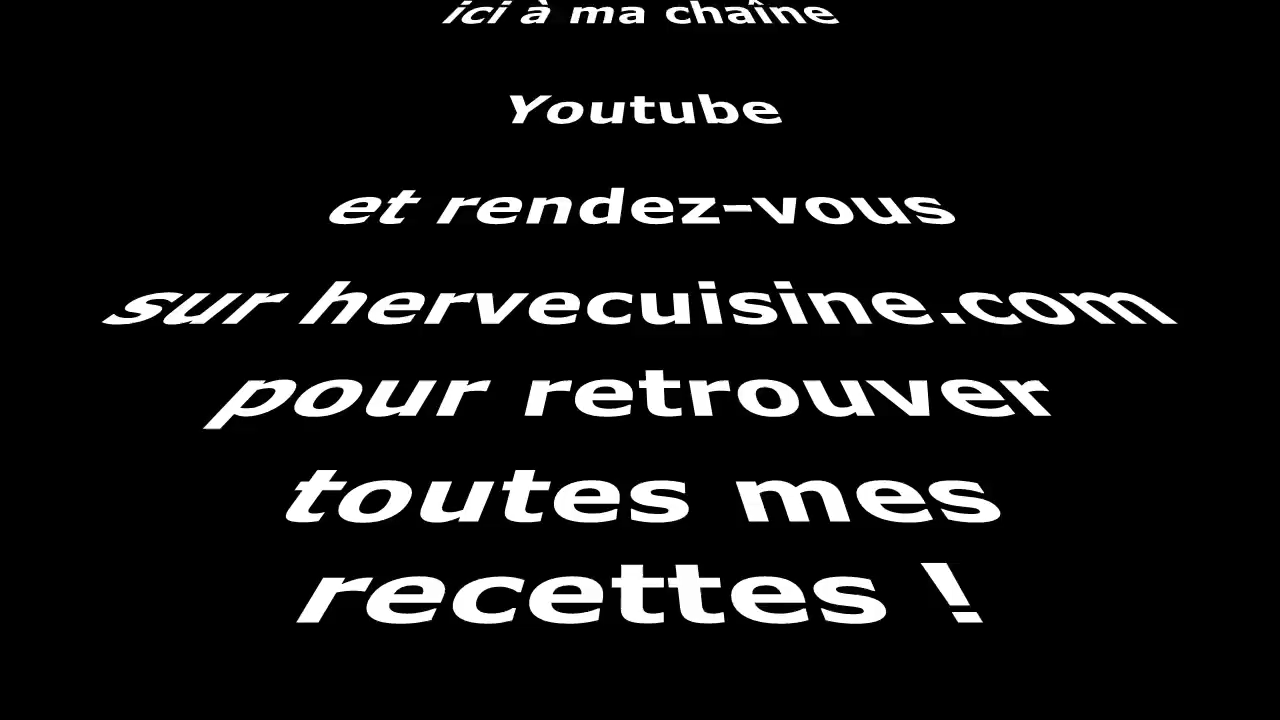 ici à ma chaîne
Youtube
et rendez-vous
sur hervecuisine.com
pour retrouver
toutes mes
recettes !